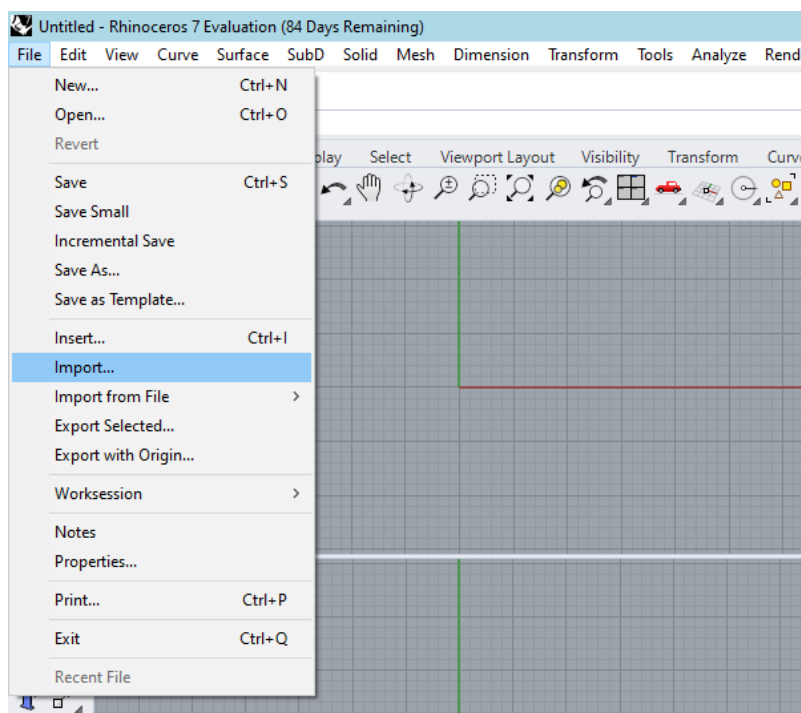 Untitled - Rhinoceros 7 Evaluation (84 Days Remaining)
File Edit View Curve Surface SubD Solid Mesh Dimension Transform Tools Analyze Rend
New... Ctrl+N
Open... Ctrl+O
Revert
play Select Viewport Layout Visibility Transform Curv
Save Ctrl+S
Save Small
Incremental Save
Save As...
Save as Template...
Insert... Ctrl+I
Import...
Import from File
Export Selected...
Export with Origin...
Worksession
Notes
Properties...
Print... Ctrl+P
Exit Ctrl+Q
Recent File